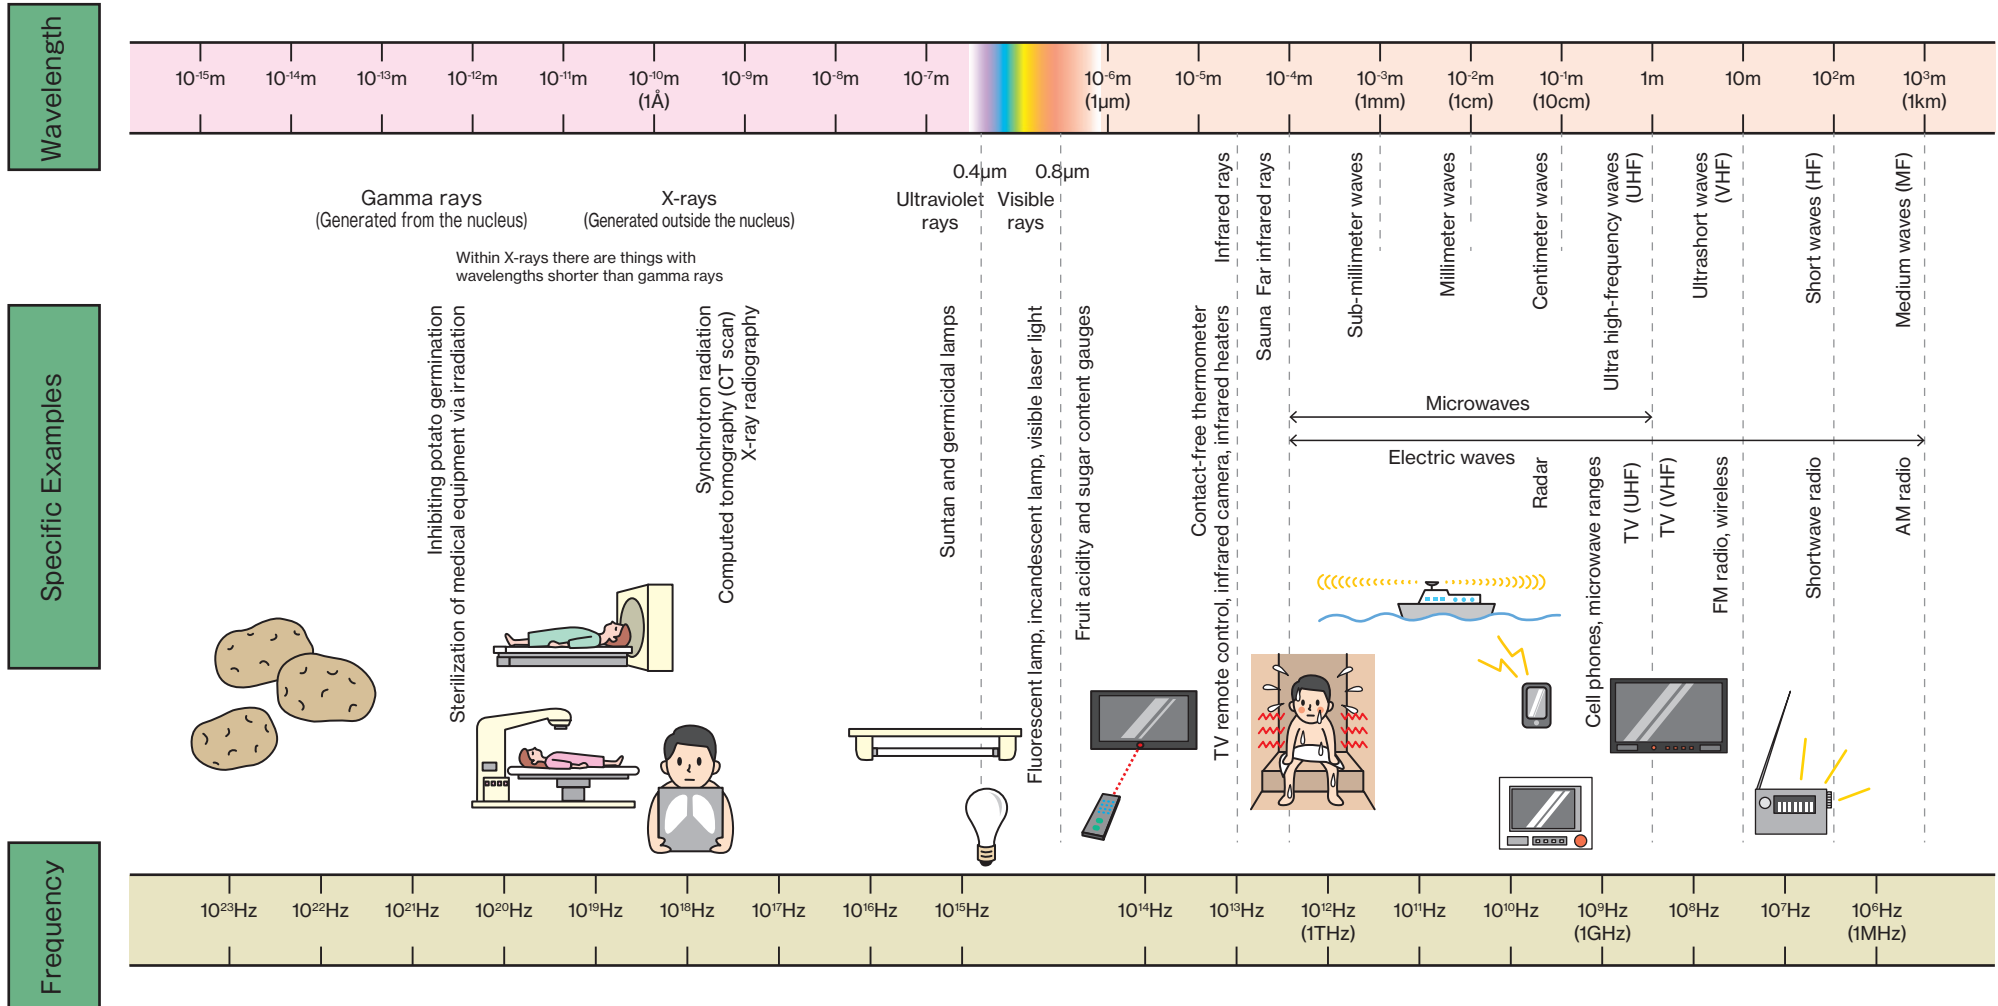 Wavelength
10-15m
10-14m
10-13m
10-12m
10-11m
10-10m
(1Å)
10-9m
10-8m
10-7m
10-6m
(1µm)
10-5m
10-4m
10-3m
(1mm)
10-2m
(1cm)
10-1m
(10cm)
1m
10m
10²m
10³m
(1km)
0.4µm
0.8µm
Gamma rays
(Generated from the nucleus)
X-rays
(Generated outside the nucleus)
Within X-rays there are things with
wavelengths shorter than gamma rays
Ultraviolet
rays
Visible
rays
Infrared rays
Far infrared rays
Sub-millimeter waves
Millimeter waves
Centimeter waves
Ultra high-frequency waves
(UHF)
Ultrashort waves
(VHF)
Short waves (HF)
Medium waves (MF)
Microwaves
Electric waves
Specific Examples
Inhibiting potato germination
Sterilization of medical equipment via irradiation
Synchrotron radiation
Computed tomography (CT scan)
X-ray radiography
Suntan and germicidal lamps
Fluorescent lamp, incandescent lamp, visible laser light
Fruit acidity and sugar content gauges
Contact-free thermometer
TV remote control, infrared camera, infrared heaters
Sauna
Radar
Cell phones, microwave ranges
TV (UHF)
TV (VHF)
FM radio, wireless
Shortwave radio
AM radio
Frequency
10²³Hz
10²²Hz
10²¹Hz
10²⁰Hz
10¹⁹Hz
10¹⁸Hz
10¹⁷Hz
10¹⁶Hz
10¹⁵Hz
10¹⁴Hz
10¹³Hz
10¹²Hz
(1THz)
10¹¹Hz
10¹⁰Hz
10⁹Hz
(1GHz)
10⁸Hz
10⁷Hz
10⁶Hz
(1MHz)